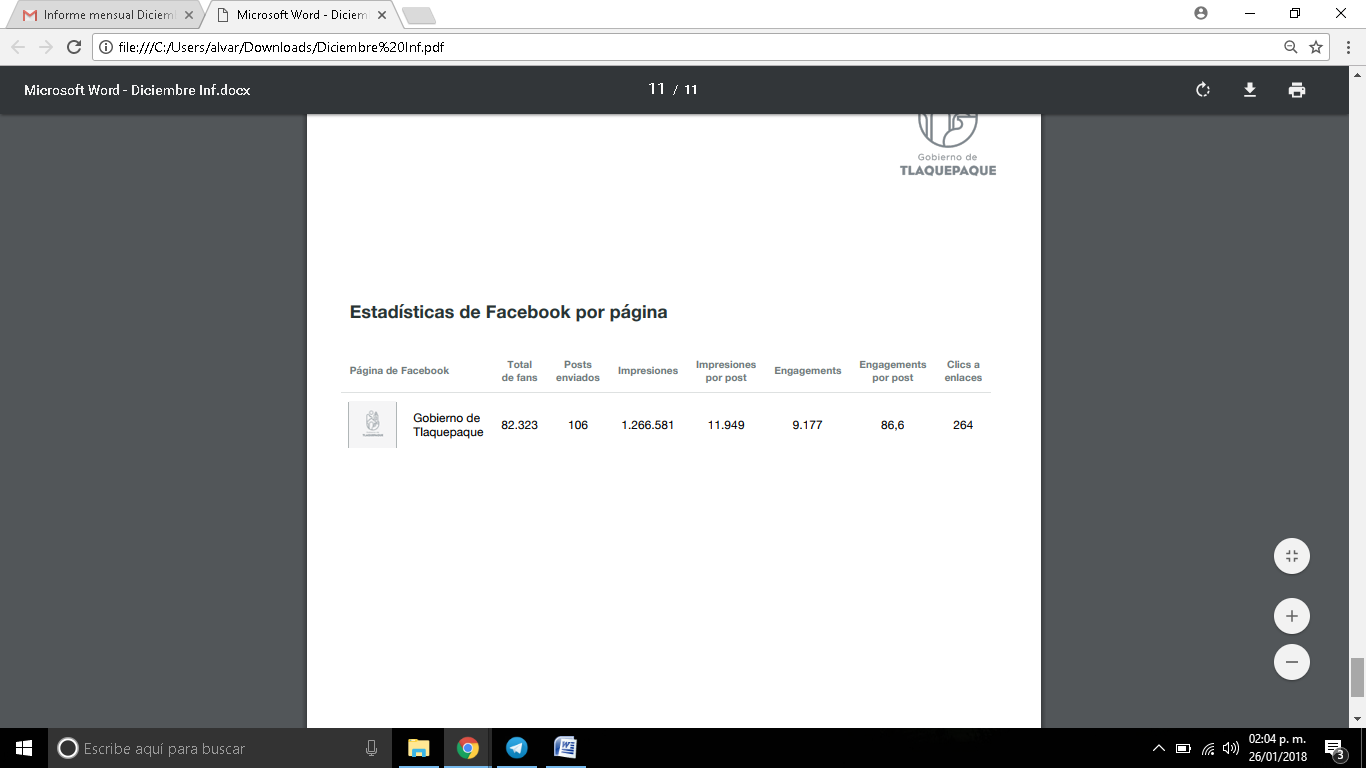 Informe mensual Diciem
Microsoft Word - Diciem
file:///C:/Users/alvar/Downloads/Diciembre%20Inf.pdf
Microsoft Word - Diciembre Inf.docx
11 / 11
Gobierno de
TLAQUEPAQUE
Estadísticas de Facebook por página
Página de Facebook
Total
de fans
Posts
enviados
Impresiones
Impresiones
por post
Engagements
Engagements
por post
Clics a
enlaces
Gobierno de
Tlaquepaque
82.323
106
1.266.581
11.949
9.177
86,6
264
Escribe aquí para buscar
02:04 p. m.
26/01/2018
3